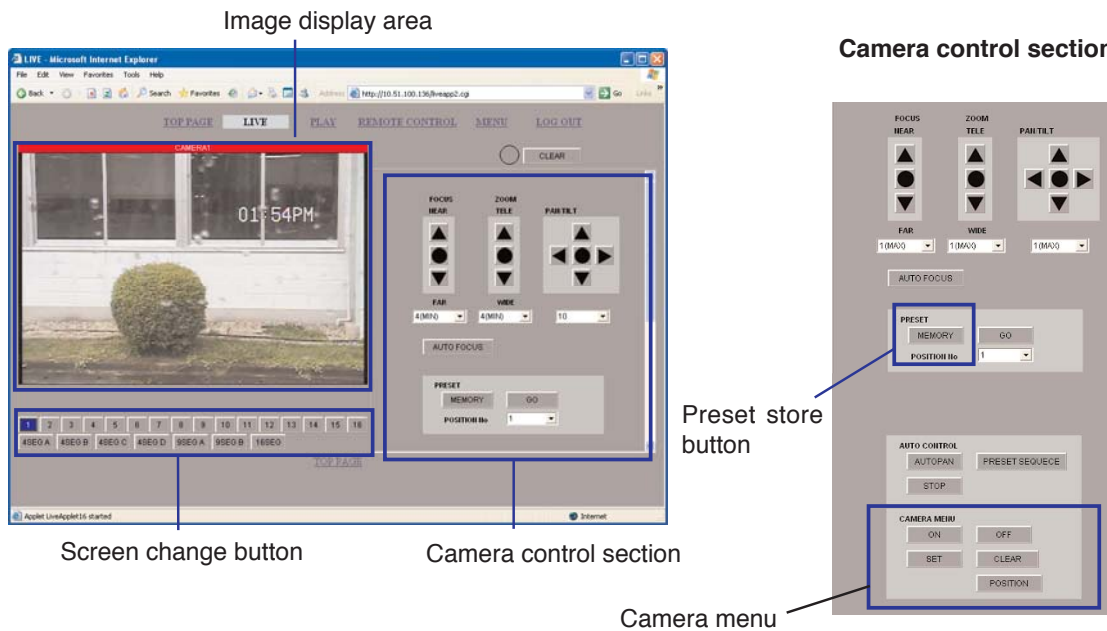 Image display area
LIVE - Microsoft Internet Explorer
File Edit View Favorites Tools Help
Back Search Favorites Address http://10.51.100.136/liveapp2.cgi Go Links
TOP PAGE LIVE PLAY REMOTE CONTROL MENU LOG OUT
CAMERA1
CLEAR
01:54PM
FOCUS ZOOM
NEAR TELE PAN TILT
FAR WIDE
4(MIN) 4(MIN) 10
AUTO FOCUS
PRESET
MEMORY GO
POSITION No 1
1 2 3 4 5 6 7 8 9 10 11 12 13 14 15 16
4SEG A 4SEG B 4SEG C 4SEG D 9SEG A 9SEG B 16SEG
TOP PAGE
Applet LiveApplet16 started Internet
Screen change button
Camera control section
Camera control section
FOCUS ZOOM
NEAR TELE PAN TILT
FAR WIDE
1(MAX) 1(MAX) 1(MAX)
AUTO FOCUS
PRESET
MEMORY GO
POSITION No 1
Preset store
button
AUTO CONTROL
AUTOPAN PRESET SEQUECE
STOP
CAMERA MENU
ON OFF
SET CLEAR
POSITION
Camera menu